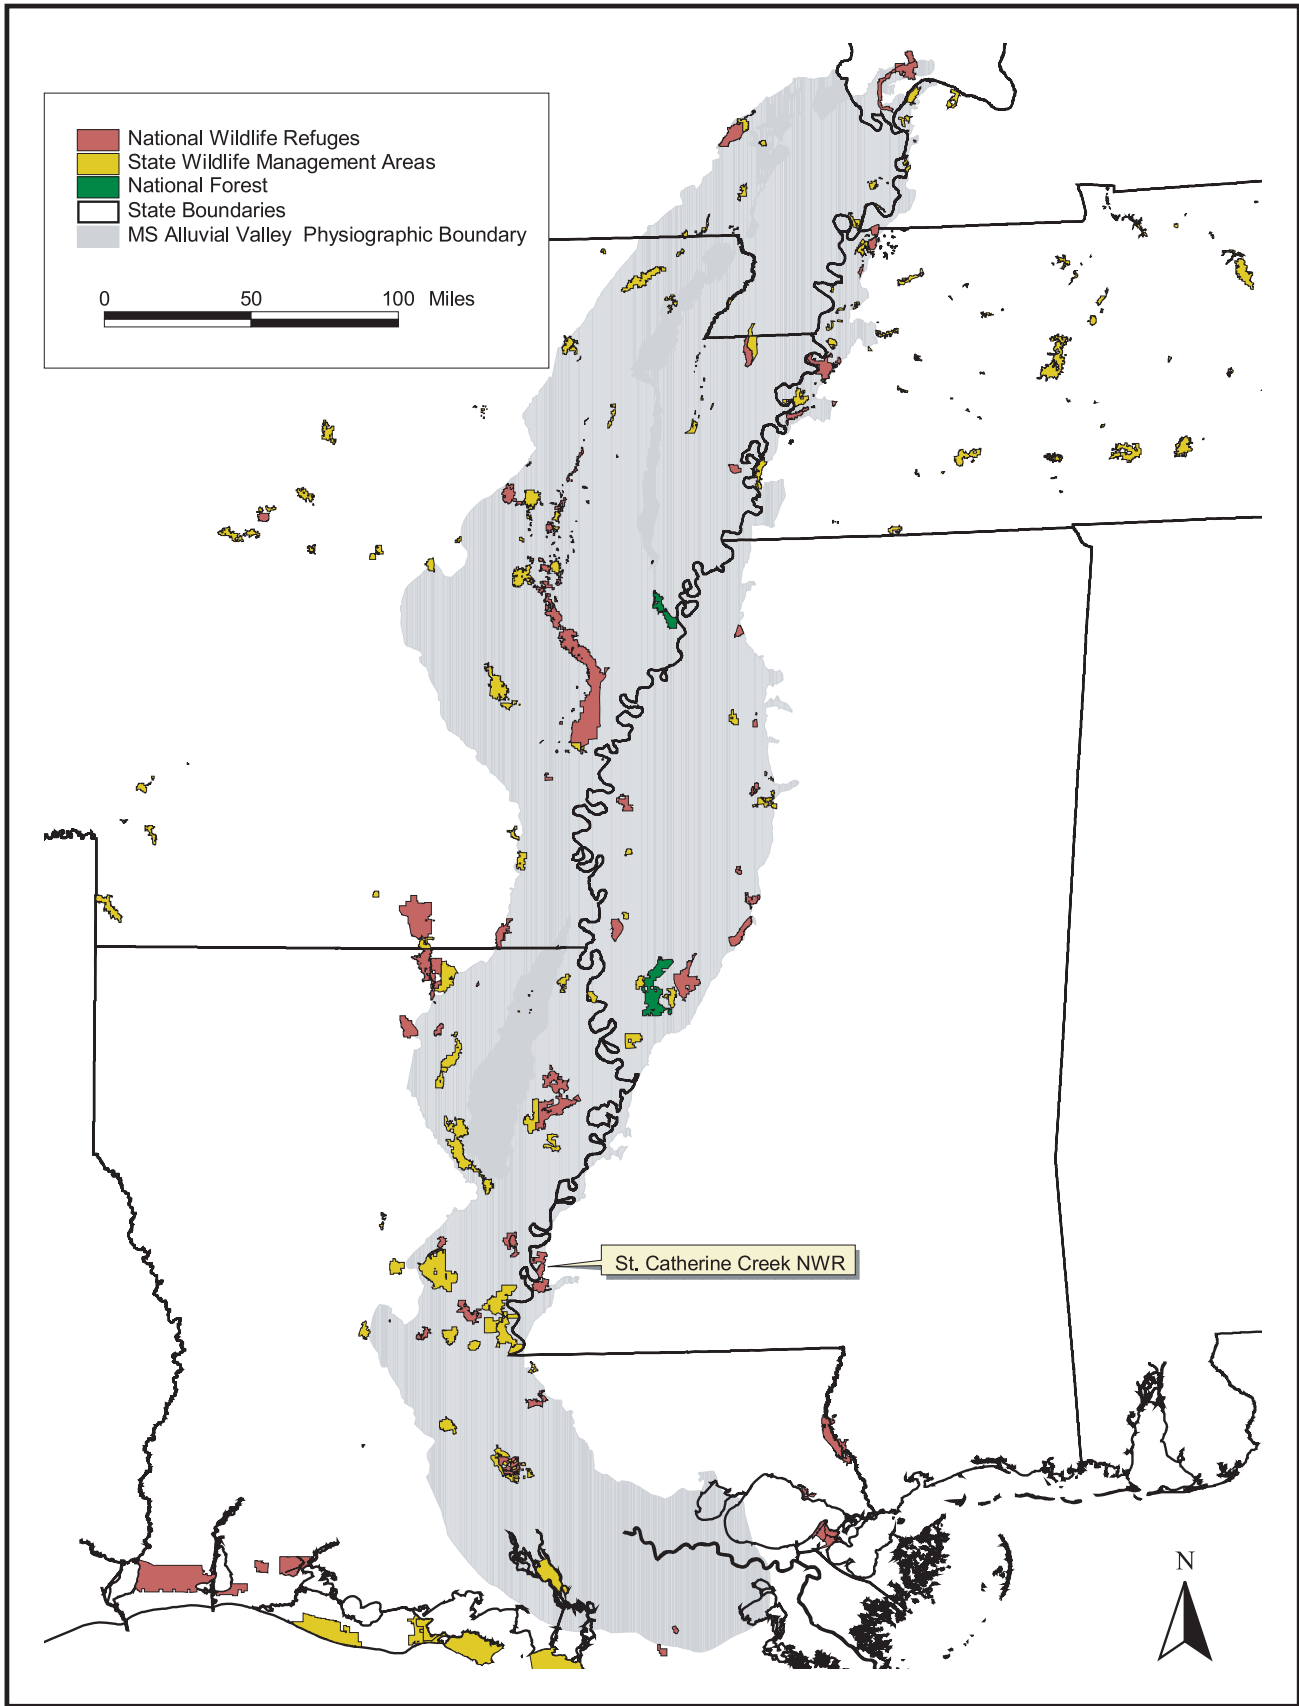 National Wildlife Refuges
State Wildlife Management Areas
National Forest
State Boundaries
MS Alluvial Valley Physiographic Boundary
0 50 100 Miles
St. Catherine Creek NWR
N